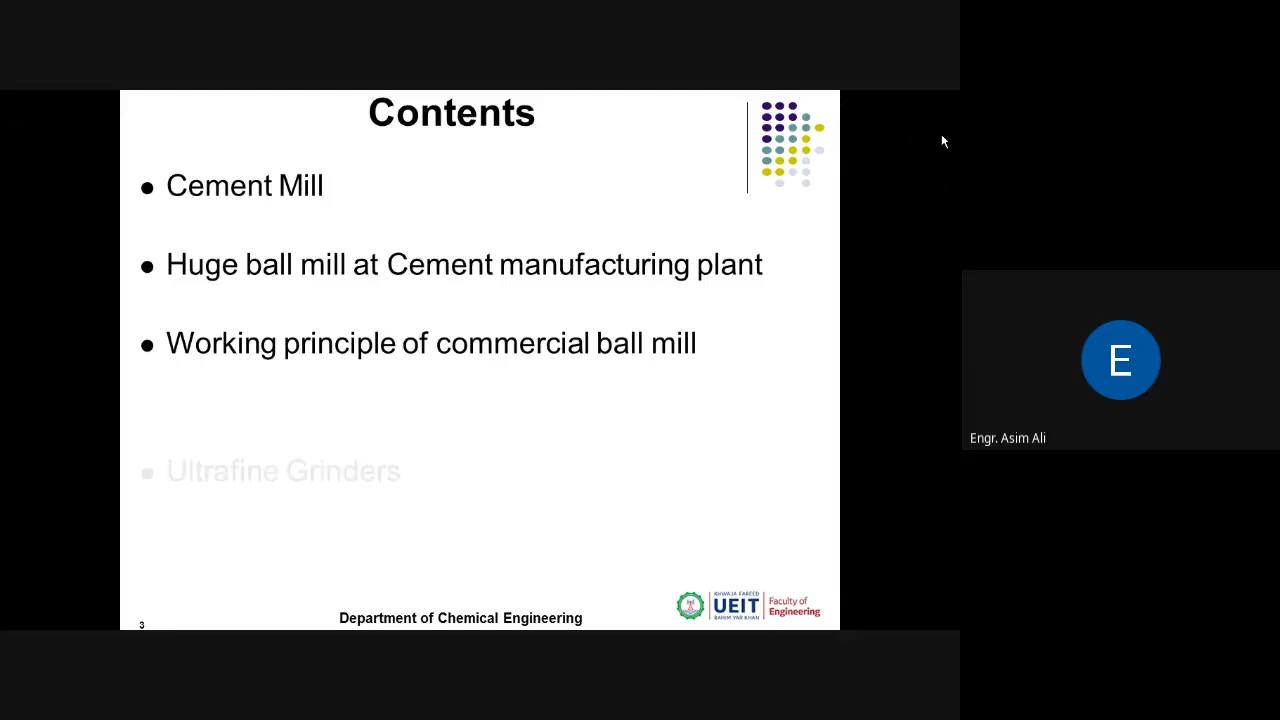 Contents
● Cement Mill
● Huge ball mill at Cement manufacturing plant
● Working principle of commercial ball mill
● Ultrafine Grinders
E
Engr. Asim Ali
KHWAJA FAREED
UEIT
RAHIM YAR KHAN
Faculty of
Engineering
Department of Chemical Engineering
3